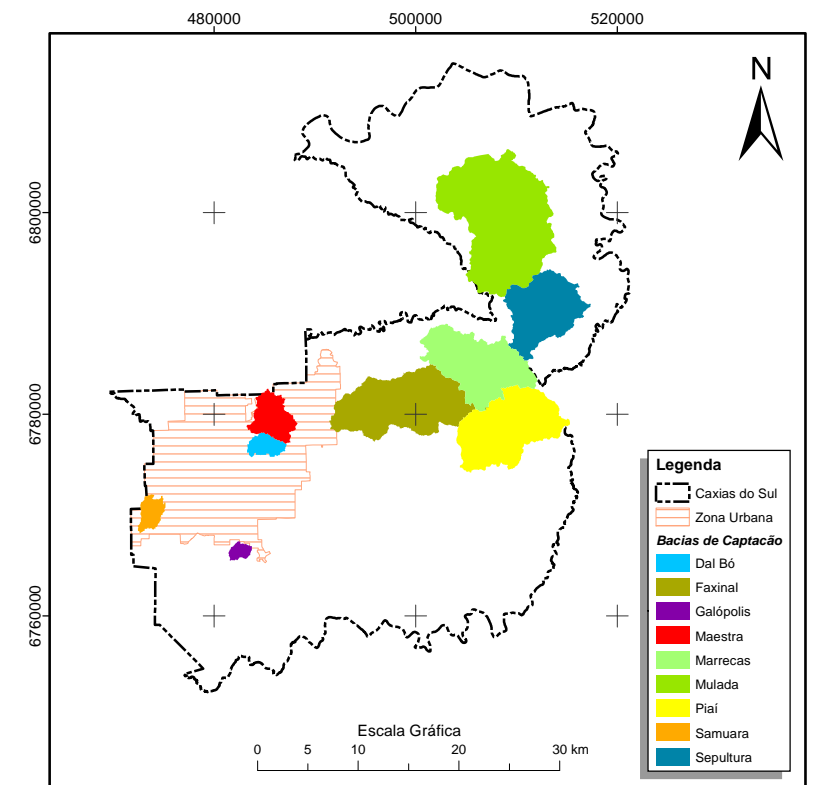 480000 500000 520000
N
6800000
6780000
6760000
Legenda
Caxias do Sul
Zona Urbana
Bacias de Captacão
Dal Bó
Faxinal
Galópolis
Maestra
Marrecas
Mulada
Piaí
Samuara
Sepultura
Escala Gráfica
0 5 10 20 30 km